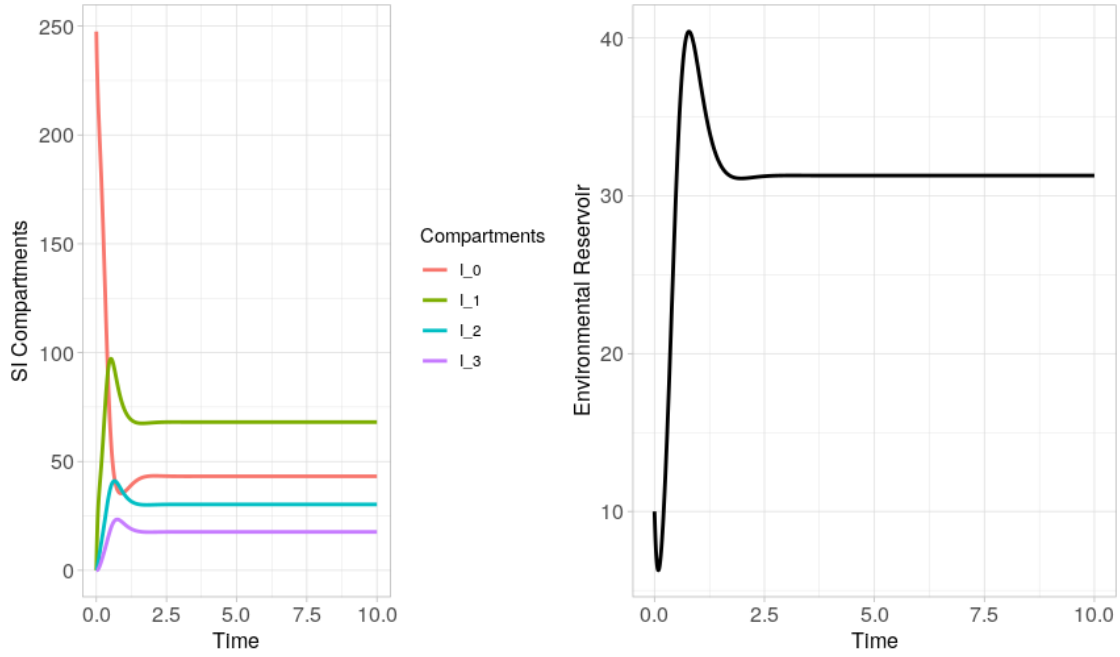 250
200
150
100
50
0
SI Compartments
0.0 2.5 5.0 7.5 10.0
Time
Compartments
I_0
I_1
I_2
I_3
40
30
20
10
Environmental Reservoir
0.0 2.5 5.0 7.5 10.0
Time